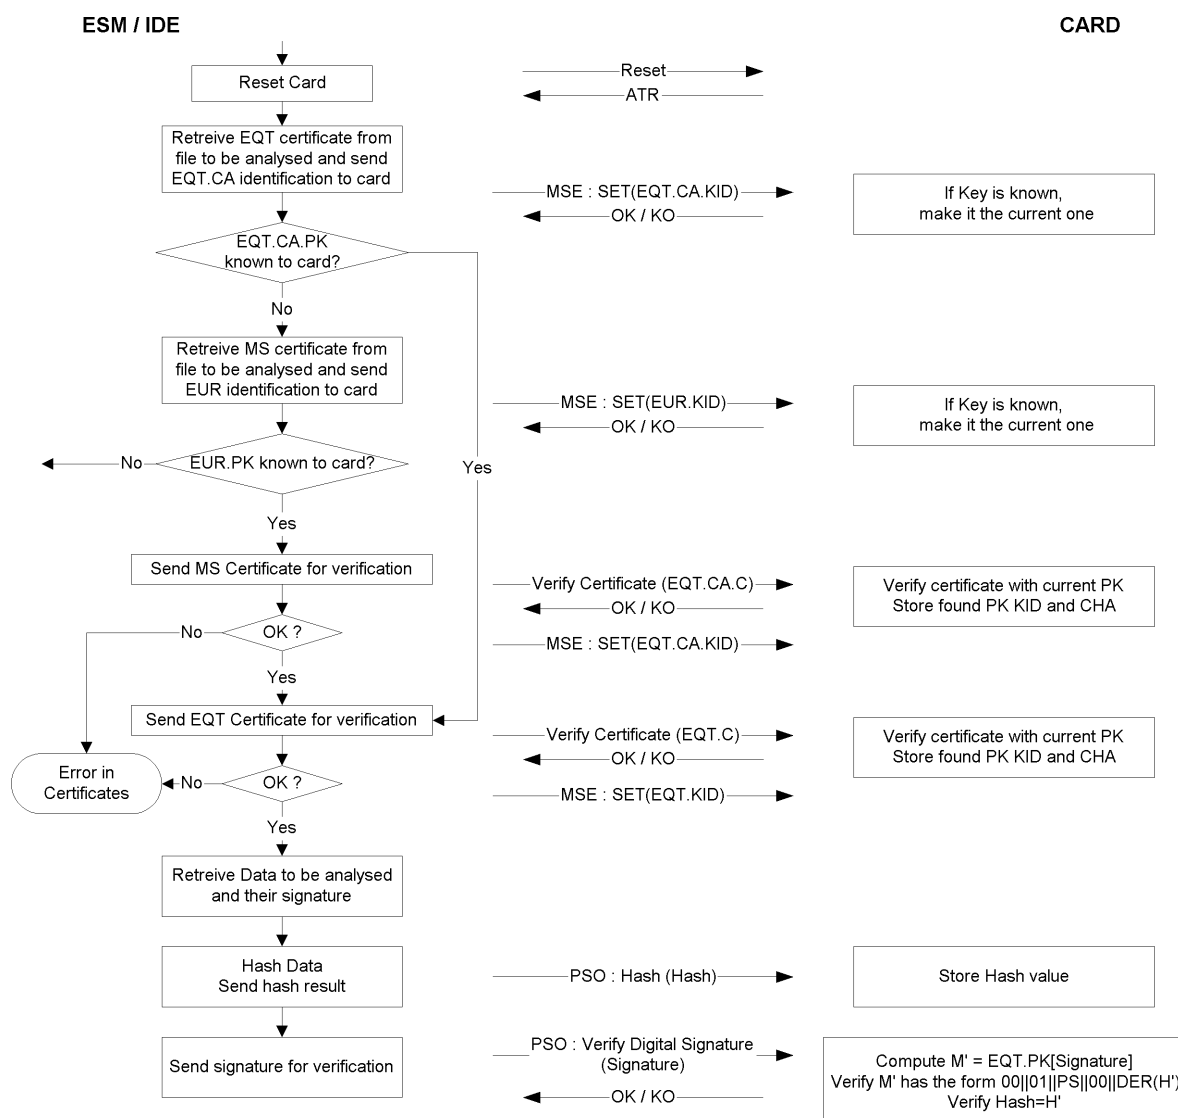 ESM / IDE
CARD
Reset Card
Reset
ATR
Retreive EQT certificate from
file to be analysed and send
EQT.CA identification to card
MSE : SET(EQT.CA.KID)
OK / KO
If Key is known,
make it the current one
EQT.CA.PK
known to card?
No
Retreive MS certificate from
file to be analysed and send
EUR identification to card
MSE : SET(EUR.KID)
OK / KO
If Key is known,
make it the current one
No
EUR.PK known to card?
Yes
Yes
Send MS Certificate for verification
Verify Certificate (EQT.CA.C)
OK / KO
Verify certificate with current PK
Store found PK KID and CHA
No
OK ?
MSE : SET(EQT.CA.KID)
Yes
Send EQT Certificate for verification
Verify Certificate (EQT.C)
OK / KO
Verify certificate with current PK
Store found PK KID and CHA
Error in
Certificates
No
OK ?
MSE : SET(EQT.KID)
Yes
Retreive Data to be analysed
and their signature
Hash Data
Send hash result
PSO : Hash (Hash)
Store Hash value
Send signature for verification
PSO : Verify Digital Signature
(Signature)
OK / KO
Compute M' = EQT.PK[Signature]
Verify M' has the form 00||01||PS||00||DER(H')
Verify Hash=H'